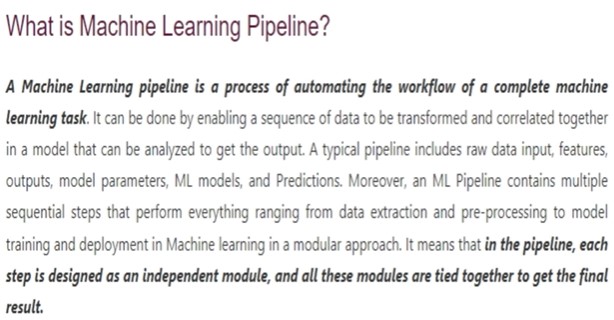 What is Machine Learning Pipeline?
A Machine Learning pipeline is a process of automating the workflow of a complete machine
learning task. It can be done by enabling a sequence of data to be transformed and correlated together
in a model that can be analyzed to get the output. A typical pipeline includes raw data input, features,
outputs, model parameters, ML models, and Predictions. Moreover, an ML Pipeline contains multiple
sequential steps that perform everything ranging from data extraction and pre-processing to model
training and deployment in Machine learning in a modular approach. It means that in the pipeline, each
step is designed as an independent module, and all these modules are tied together to get the final
result.